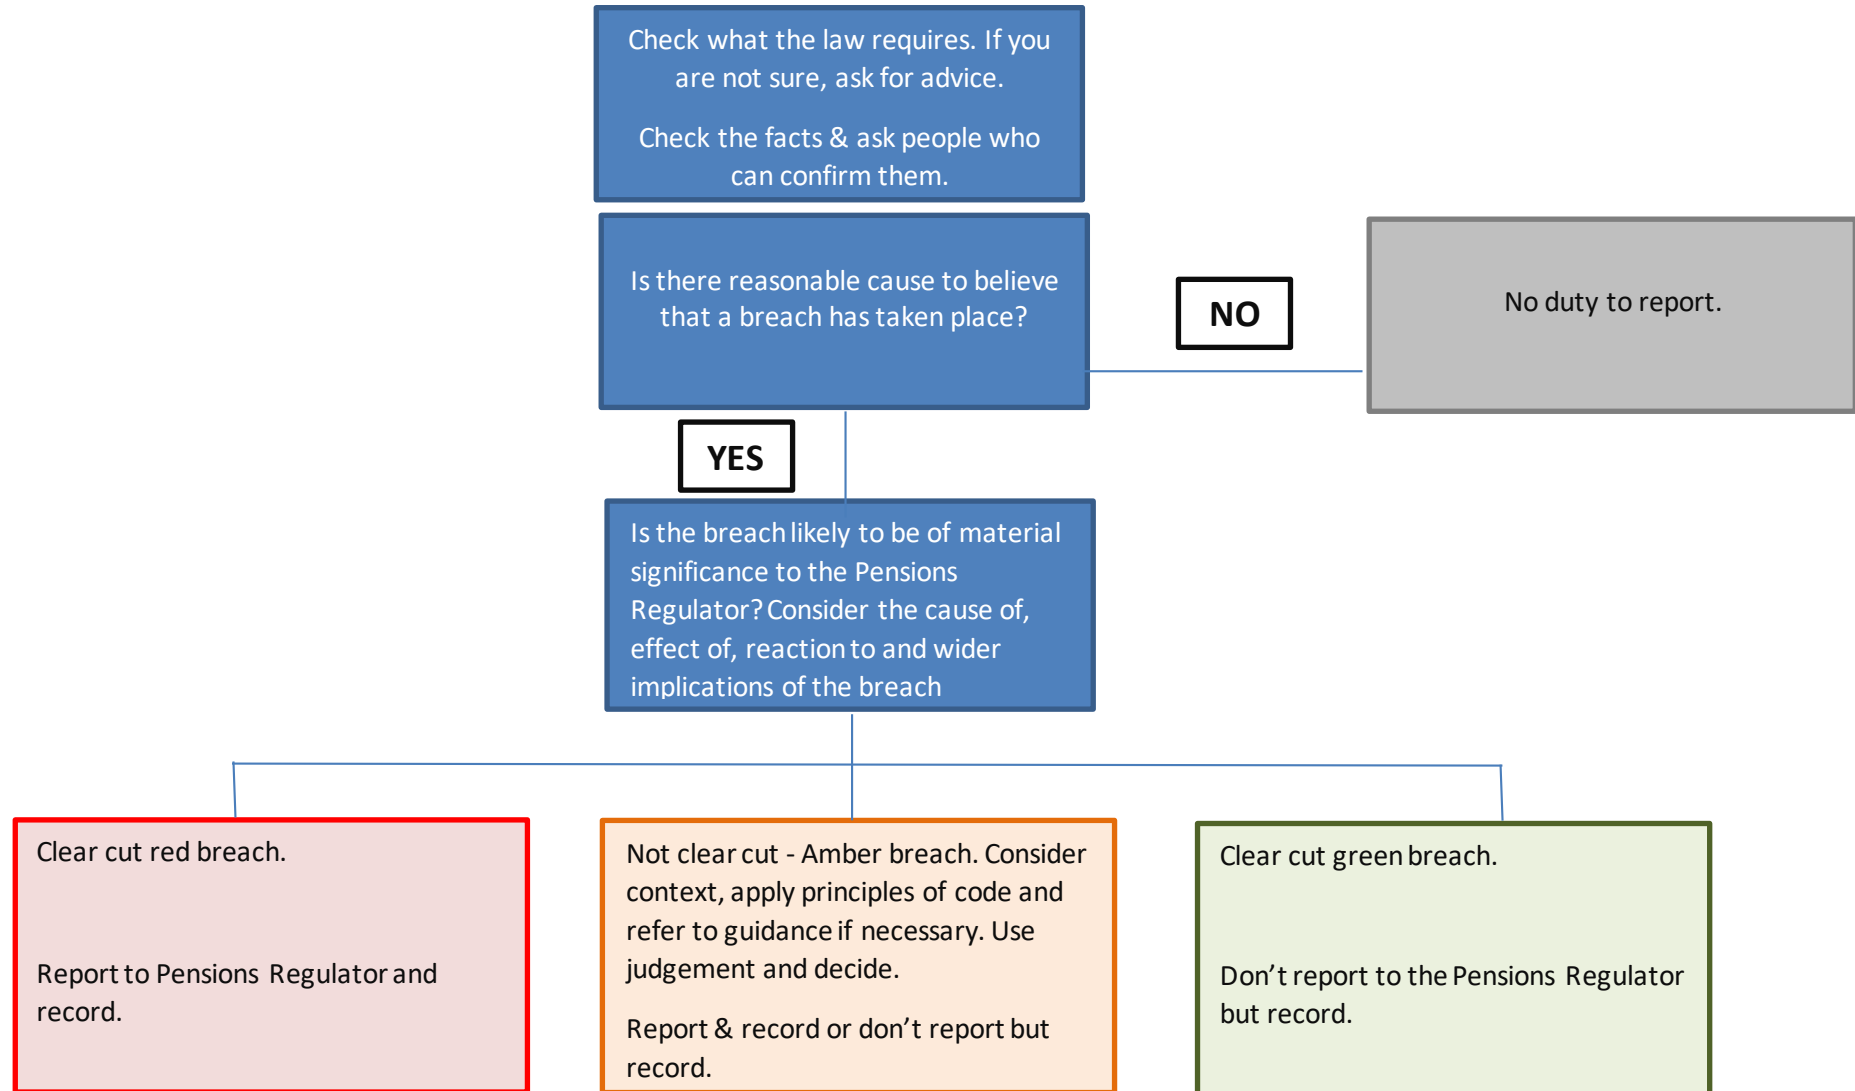 Check what the law requires. If you
are not sure, ask for advice.
Check the facts & ask people who
can confirm them.
Is there reasonable cause to believe
that a breach has taken place?
NO
No duty to report.
YES
Is the breach likely to be of material
significance to the Pensions
Regulator? Consider the cause of,
effect of, reaction to and wider
implications of the breach
Clear cut red breach.
Report to Pensions Regulator and
record.
Not clear cut - Amber breach. Consider
context, apply principles of code and
refer to guidance if necessary. Use
judgement and decide.
Report & record or don’t report but
record.
Clear cut green breach.
Don’t report to the Pensions Regulator
but record.